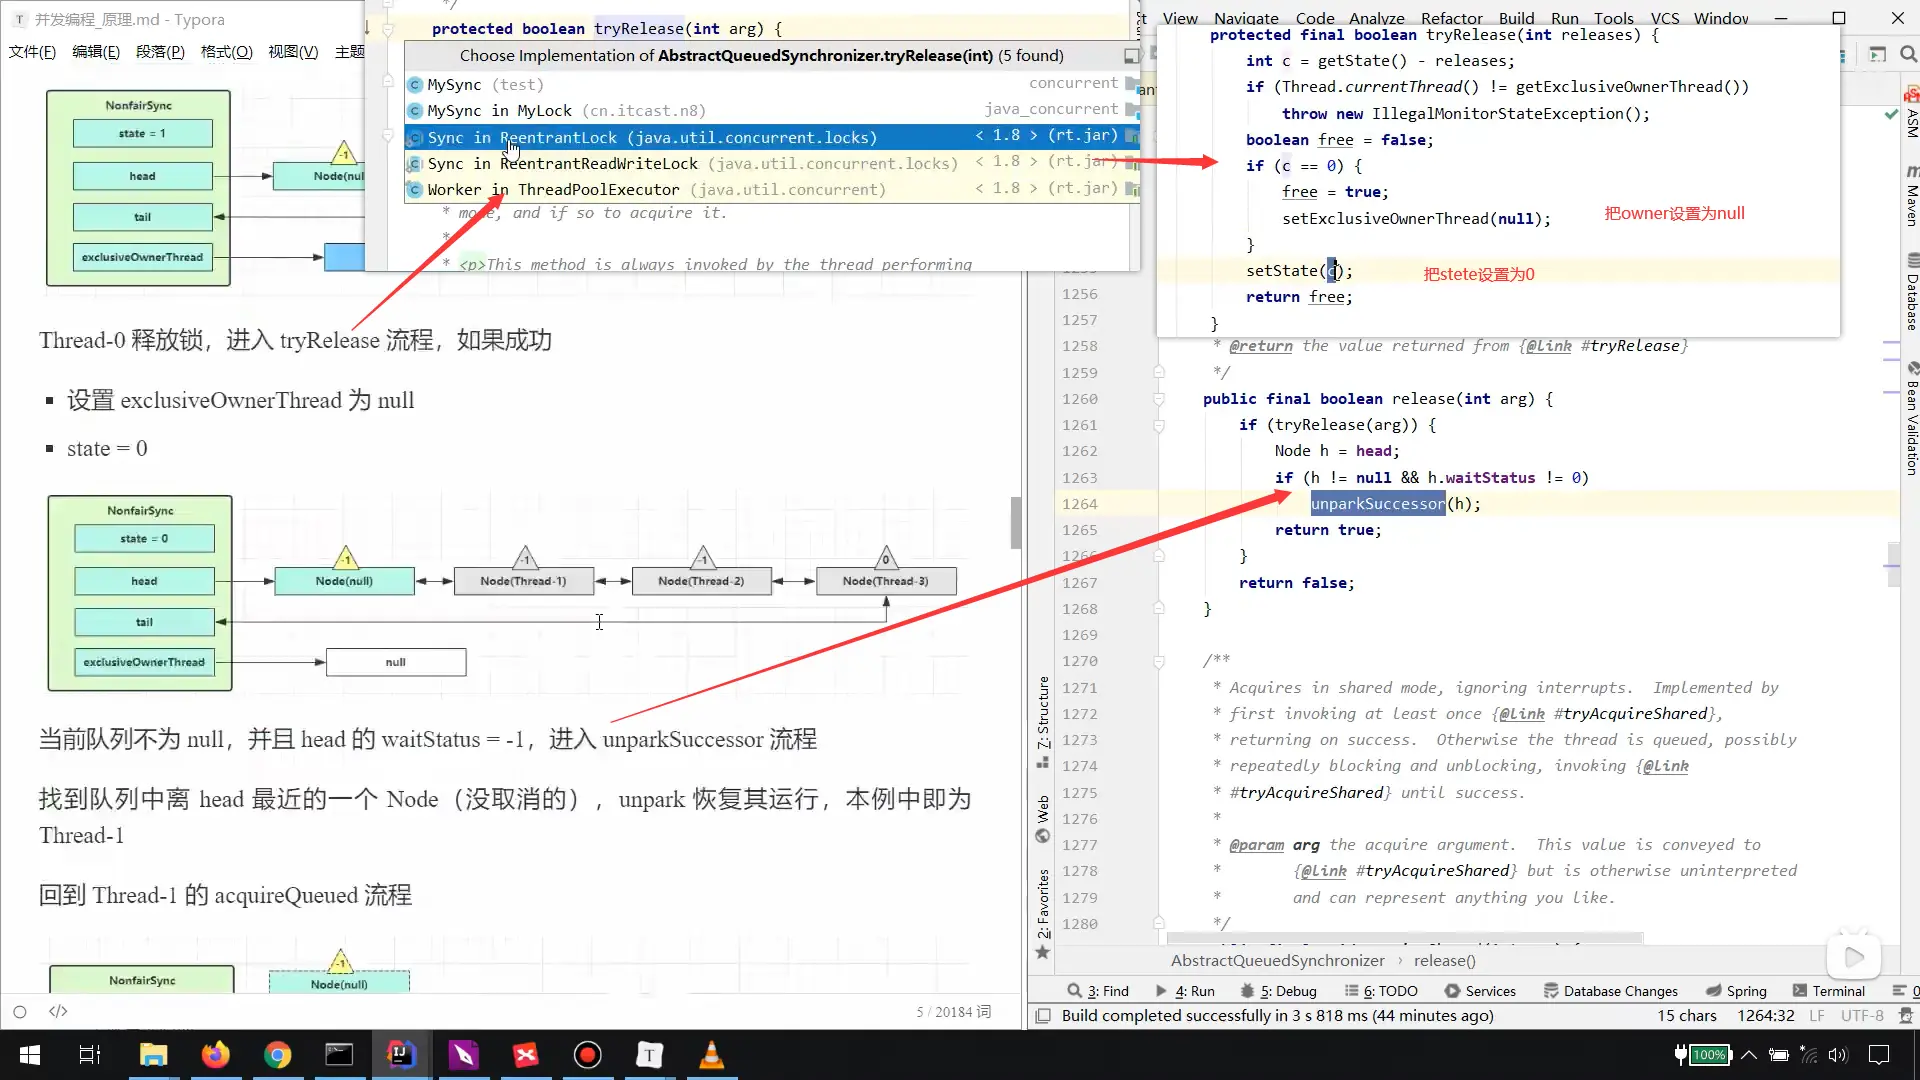 并发编程_原理.md - Typora
文件(F) 编辑(E) 段落(P) 格式(O) 视图(V) 主题
NonfairSync
state = 1
head
tail
exclusiveOwnerThread
-1
*/
protected boolean tryRelease(int arg) {
Choose Implementation of AbstractQueuedSynchronizer.tryRelease(int) (5 found)
MySync (test) concurrent
MySync in MyLock (cn.itcast.n8) java_concurrent
Sync in ReentrantLock (java.util.concurrent.locks) < 1.8 > (rt.jar)
Sync in ReentrantReadWriteLock (java.util.concurrent.locks) < 1.8 > (rt.jar)
Worker in ThreadPoolExecutor (java.util.concurrent) < 1.8 > (rt.jar)
* mode, and if so to acquire it.
*
* <p>This method is always invoked by the thread performing
Thread-0 释放锁，进入 tryRelease 流程，如果成功
▪ 设置 exclusiveOwnerThread 为 null
▪ state = 0
NonfairSync
state = 0
head
tail
exclusiveOwnerThread
-1 -1 -1 0
Node(null) Node(Thread-1) Node(Thread-2) Node(Thread-3)
null
当前队列不为 null，并且 head 的 waitStatus = -1，进入 unparkSuccessor 流程
找到队列中离 head 最近的一个 Node（没取消的），unpark 恢复其运行，本例中即为
Thread-1
回到 Thread-1 的 acquireQueued 流程
NonfairSync
-1
Node(null)
5 / 20184 词
View Navigate Code Analyze Refactor Build Run Tools VCS Window
protected final boolean tryRelease(int releases) {
int c = getState() - releases;
if (Thread.currentThread() != getExclusiveOwnerThread())
throw new IllegalMonitorStateException();
boolean free = false;
if (c == 0) {
free = true;
setExclusiveOwnerThread(null); 把owner设置为null
}
setState(c); 把stete设置为0
return free;
}
1256
1257
1258 * @return the value returned from {@link #tryRelease}
1259 */
1260 public final boolean release(int arg) {
1261 if (tryRelease(arg)) {
1262 Node h = head;
1263 if (h != null && h.waitStatus != 0)
1264 unparkSuccessor(h);
1265 return true;
1266 }
1267 return false;
1268 }
1269
1270 /**
1271 * Acquires in shared mode, ignoring interrupts. Implemented by
1272 * first invoking at least once {@link #tryAcquireShared},
1273 * returning on success. Otherwise the thread is queued, possibly
1274 * repeatedly blocking and unblocking, invoking {@link
1275 * #tryAcquireShared} until success.
1276 *
1277 * @param arg the acquire argument. This value is conveyed to
1278 * {@link #tryAcquireShared} but is otherwise uninterpreted
1279 * and can represent anything you like.
1280 */
AbstractQueuedSynchronizer › release()
7: Structure
Web
2: Favorites
ASM
Maven
Database
Bean Validation
3: Find 4: Run 5: Debug 6: TODO Services Database Changes Spring Terminal
Build completed successfully in 3 s 818 ms (44 minutes ago) 15 chars 1264:32 LF UTF-8
100%